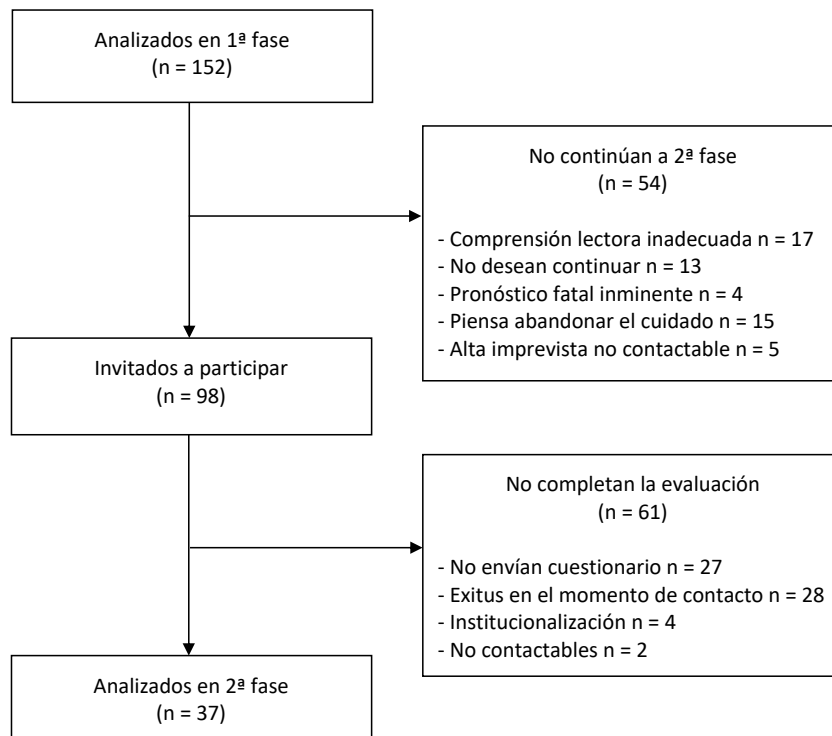 Analizados en 1ª fase
(n = 152)
No continúan a 2ª fase
(n = 54)
- Comprensión lectora inadecuada n = 17
- No desean continuar n = 13
- Pronóstico fatal inminente n = 4
- Piensa abandonar el cuidado n = 15
- Alta imprevista no contactable n = 5
Invitados a participar
(n = 98)
No completan la evaluación
(n = 61)
- No envían cuestionario n = 27
- Exitus en el momento de contacto n = 28
- Institucionalización n = 4
- No contactables n = 2
Analizados en 2ª fase
(n = 37)